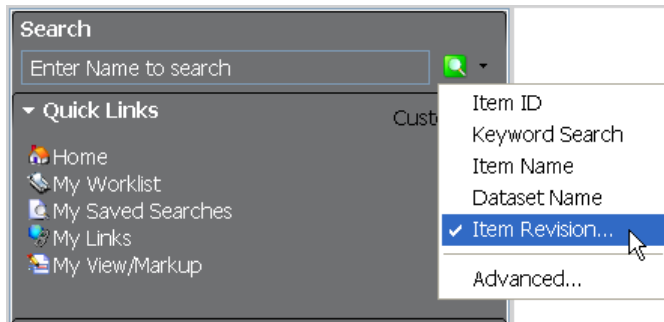 Search
Enter Name to search
Quick Links
Home
My Worklist
My Saved Searches
My Links
My View/Markup
Item ID
Keyword Search
Item Name
Dataset Name
Item Revision...
Advanced...